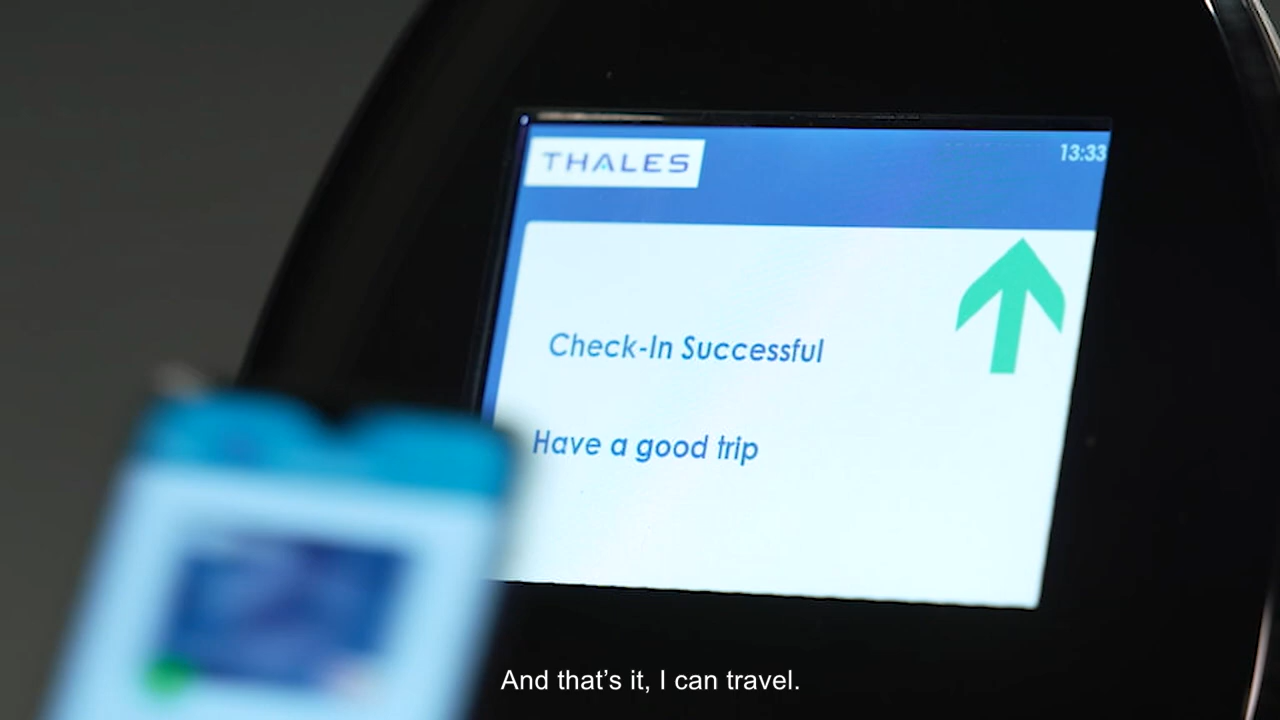 THALES
13:33
Check-In Successful
Have a good trip
And that’s it, I can travel.